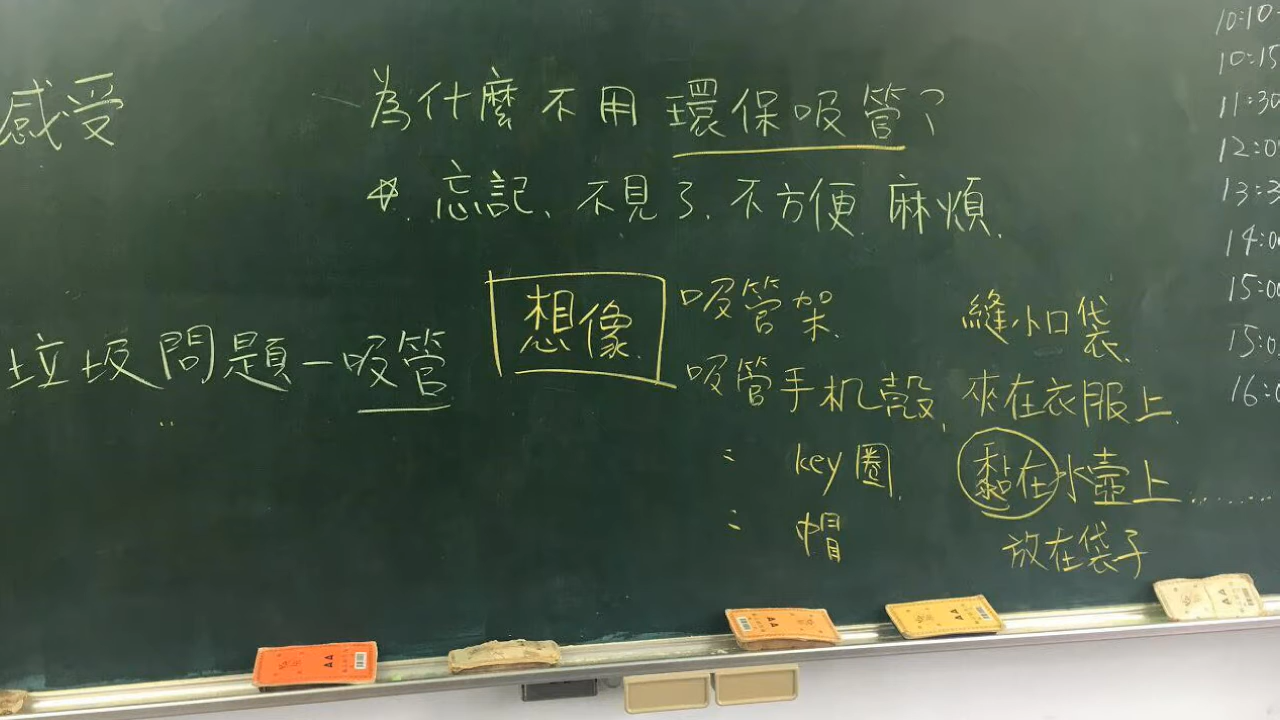 感受
為什麼不用環保吸管?
*. 忘記、不見了、不方便、麻煩、
垃圾問題—吸管
想像
吸管架、
吸管手机殼、
〃 key圈、
〃 帽
縫小口袋、
夾在衣服上、
黏在水壺上........
放在袋子
10:10
10:15
11:30
12:0
13:3
14:0
15:00
15:0
16:0